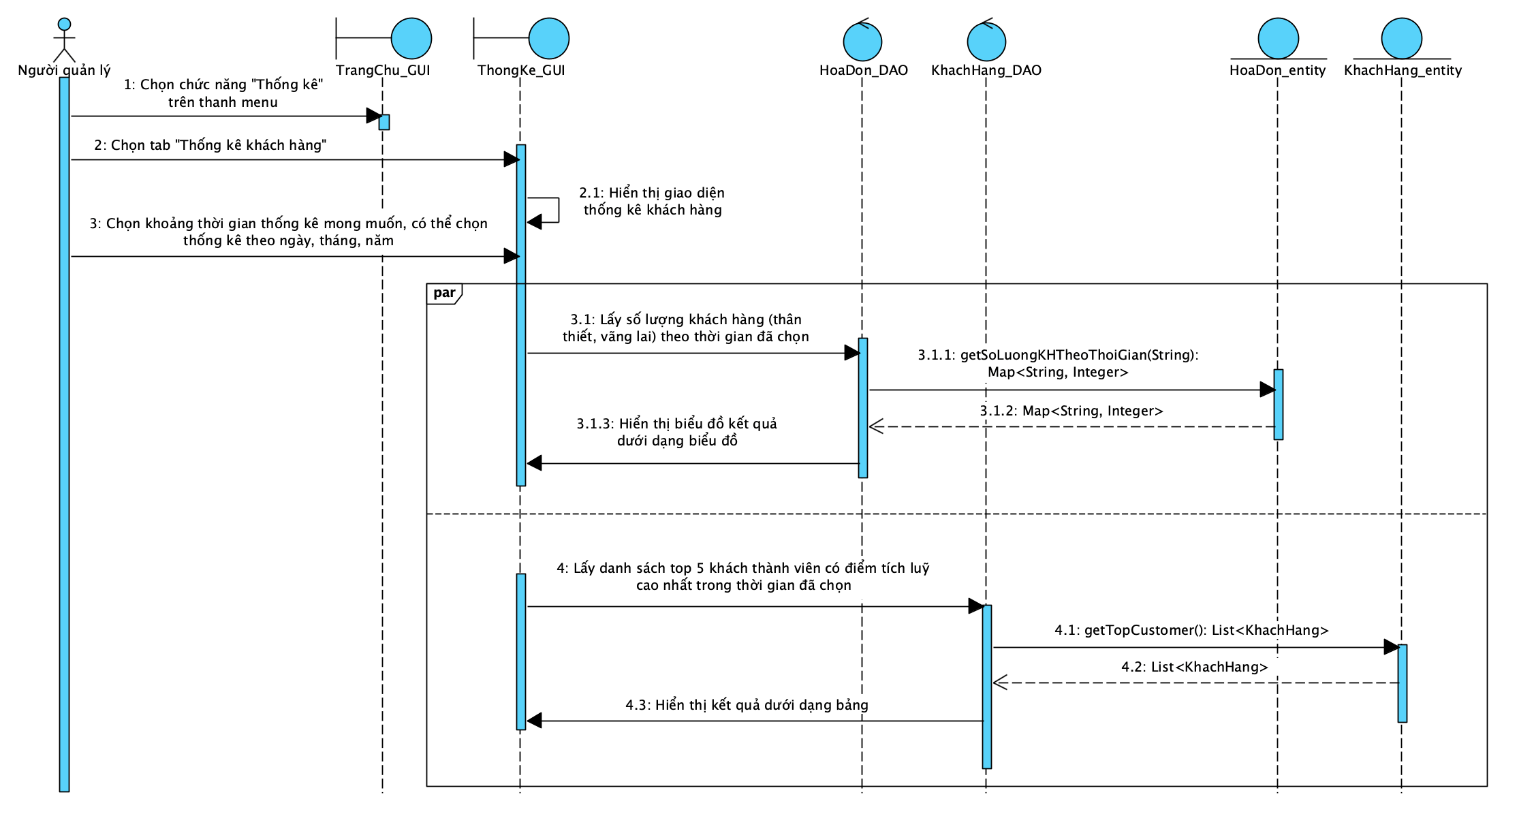 Người quản lý
TrangChu_GUI
ThongKe_GUI
HoaDon_DAO
KhachHang_DAO
HoaDon_entity
KhachHang_entity
1: Chọn chức năng "Thống kê"
trên thanh menu
2: Chọn tab "Thống kê khách hàng"
2.1: Hiển thị giao diện
thống kê khách hàng
3: Chọn khoảng thời gian thống kê mong muốn, có thể chọn
thống kê theo ngày, tháng, năm
par
3.1: Lấy số lượng khách hàng (thân
thiết, vãng lai) theo thời gian đã chọn
3.1.1: getSoLuongKHTheoThoiGian(String):
Map<String, Integer>
3.1.2: Map<String, Integer>
3.1.3: Hiển thị biểu đồ kết quả
dưới dạng biểu đồ
4: Lấy danh sách top 5 khách thành viên có điểm tích luỹ
cao nhất trong thời gian đã chọn
4.1: getTopCustomer(): List<KhachHang>
4.2: List<KhachHang>
4.3: Hiển thị kết quả dưới dạng bảng